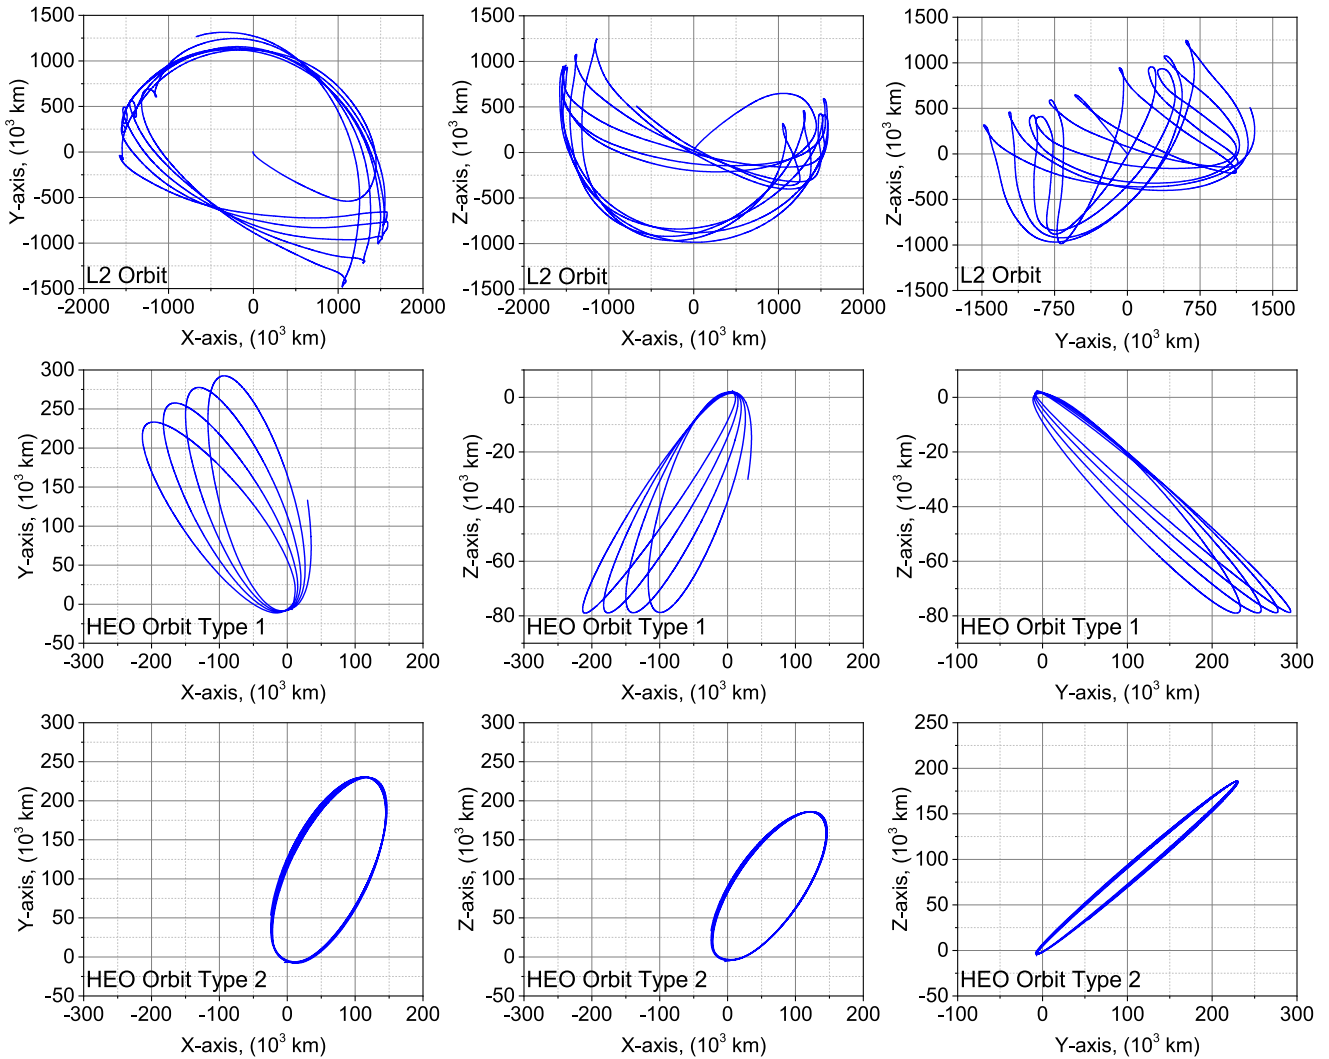 1500
1000
500
0
-500
-1000
-1500
Y-axis, (10³ km)
L2 Orbit
-2000 -1000 0 1000 2000
X-axis, (10³ km)
1500
1000
500
0
-500
-1000
-1500
Z-axis, (10³ km)
L2 Orbit
-2000 -1000 0 1000 2000
X-axis, (10³ km)
1500
1000
500
0
-500
-1000
-1500
Z-axis, (10³ km)
L2 Orbit
-1500 -750 0 750 1500
Y-axis, (10³ km)
300
250
200
150
100
50
0
-50
Y-axis, (10³ km)
HEO Orbit Type 1
-300 -200 -100 0 100 200
X-axis, (10³ km)
0
-20
-40
-60
-80
Z-axis, (10³ km)
HEO Orbit Type 1
-300 -200 -100 0 100 200
X-axis, (10³ km)
0
-20
-40
-60
-80
Z-axis, (10³ km)
HEO Orbit Type 1
-100 0 100 200 300
Y-axis, (10³ km)
300
250
200
150
100
50
0
-50
Y-axis, (10³ km)
HEO Orbit Type 2
-300 -200 -100 0 100 200
X-axis, (10³ km)
300
250
200
150
100
50
0
-50
Z-axis, (10³ km)
HEO Orbit Type 2
-300 -200 -100 0 100 200
X-axis, (10³ km)
250
200
150
100
50
0
-50
Z-axis, (10³ km)
HEO Orbit Type 2
-100 0 100 200 300
Y-axis, (10³ km)